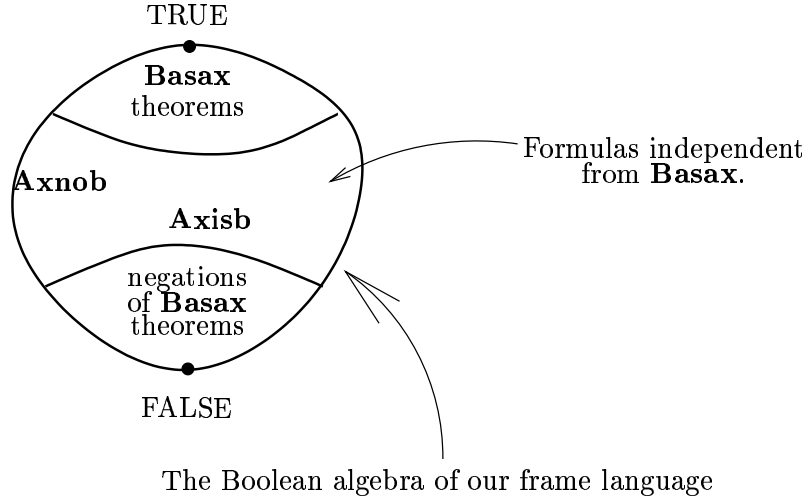 TRUE
Basax
theorems
Formulas independent
from Basax.
Axnob
Axisb
negations
of Basax
theorems
FALSE
The Boolean algebra of our frame language